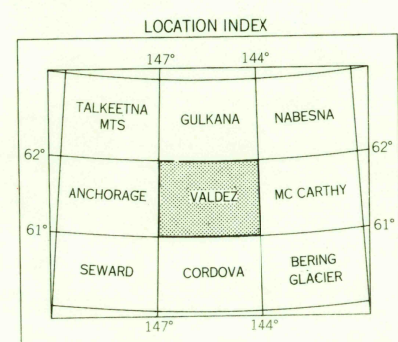 LOCATION INDEX
147° 144°
TALKEETNA
MTS
GULKANA
NABESNA
62° 62°
ANCHORAGE
VALDEZ
MC CARTHY
61° 61°
SEWARD
CORDOVA
BERING
GLACIER
147° 144°